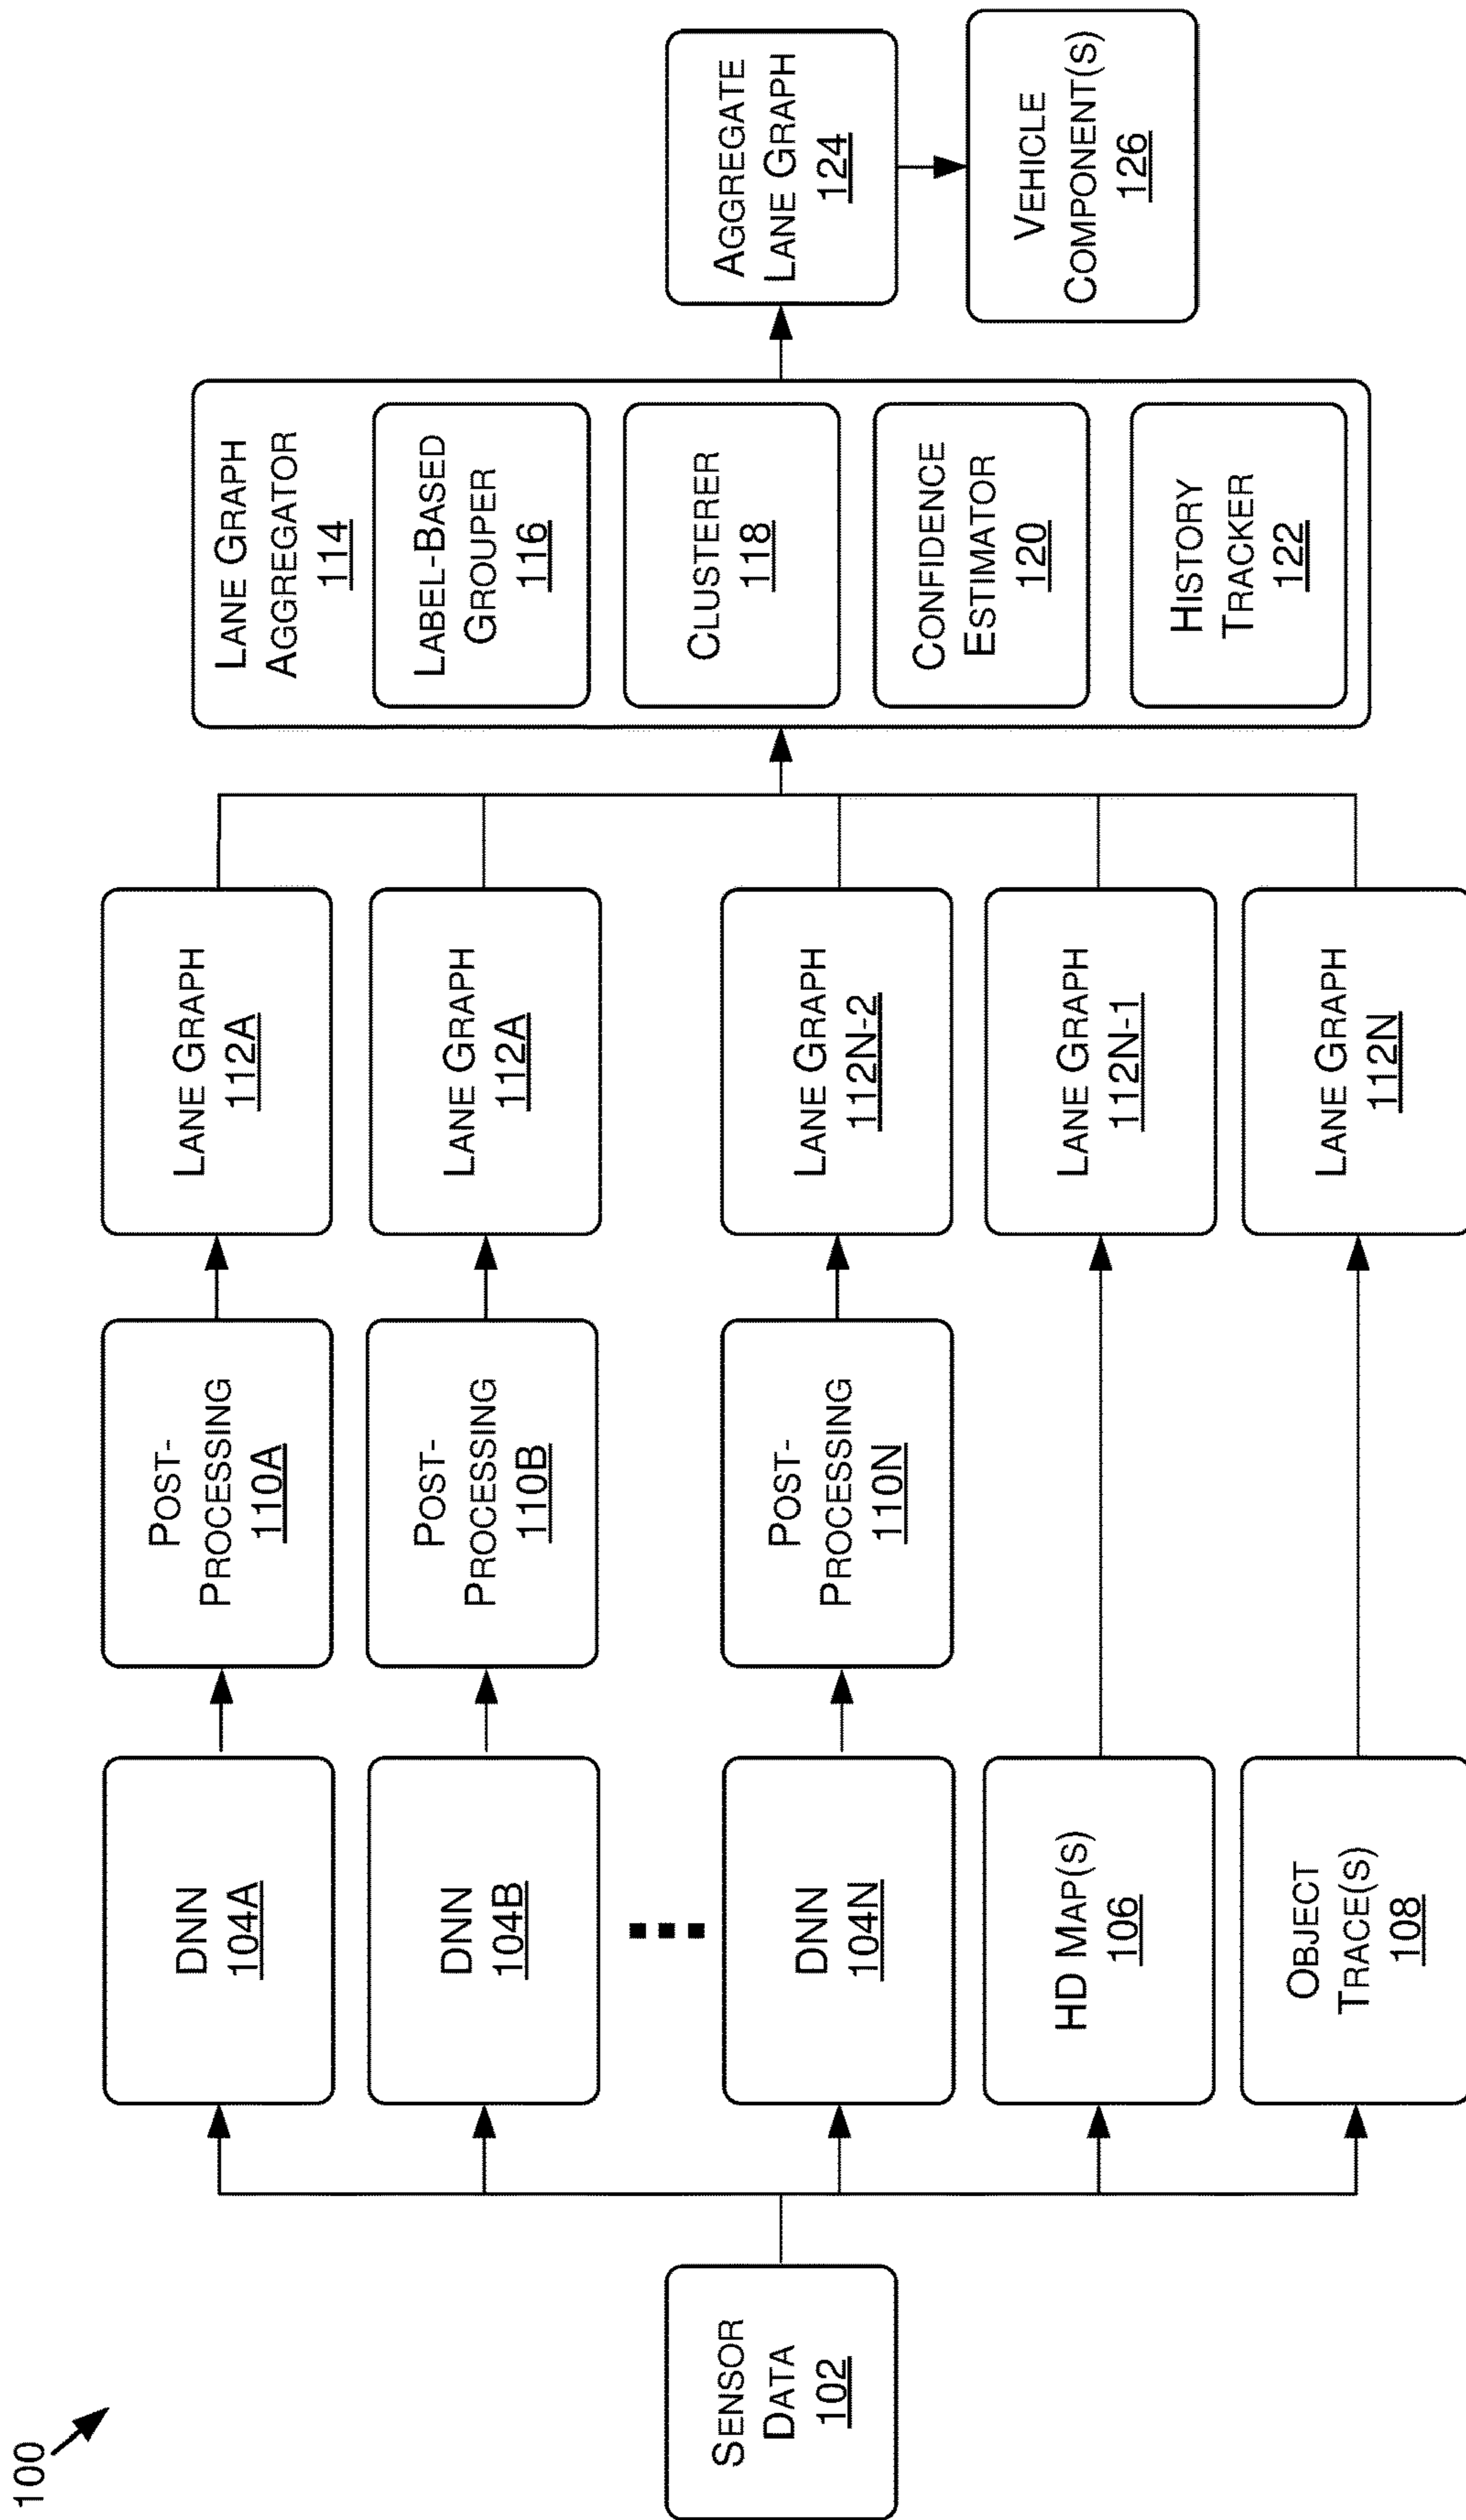 100
SENSOR
DATA
102
DNN
104A
DNN
104B
DNN
104N
HD MAP(S)
106
OBJECT
TRACE(S)
108
POST-
PROCESSING
110A
POST-
PROCESSING
110B
POST-
PROCESSING
110N
LANE GRAPH
112A
LANE GRAPH
112A
LANE GRAPH
112N-2
LANE GRAPH
112N-1
LANE GRAPH
112N
LANE GRAPH
AGGREGATOR
114
LABEL-BASED
GROUPER
116
CLUSTERER
118
CONFIDENCE
ESTIMATOR
120
HISTORY
TRACKER
122
AGGREGATE
LANE GRAPH
124
VEHICLE
COMPONENT(S)
126